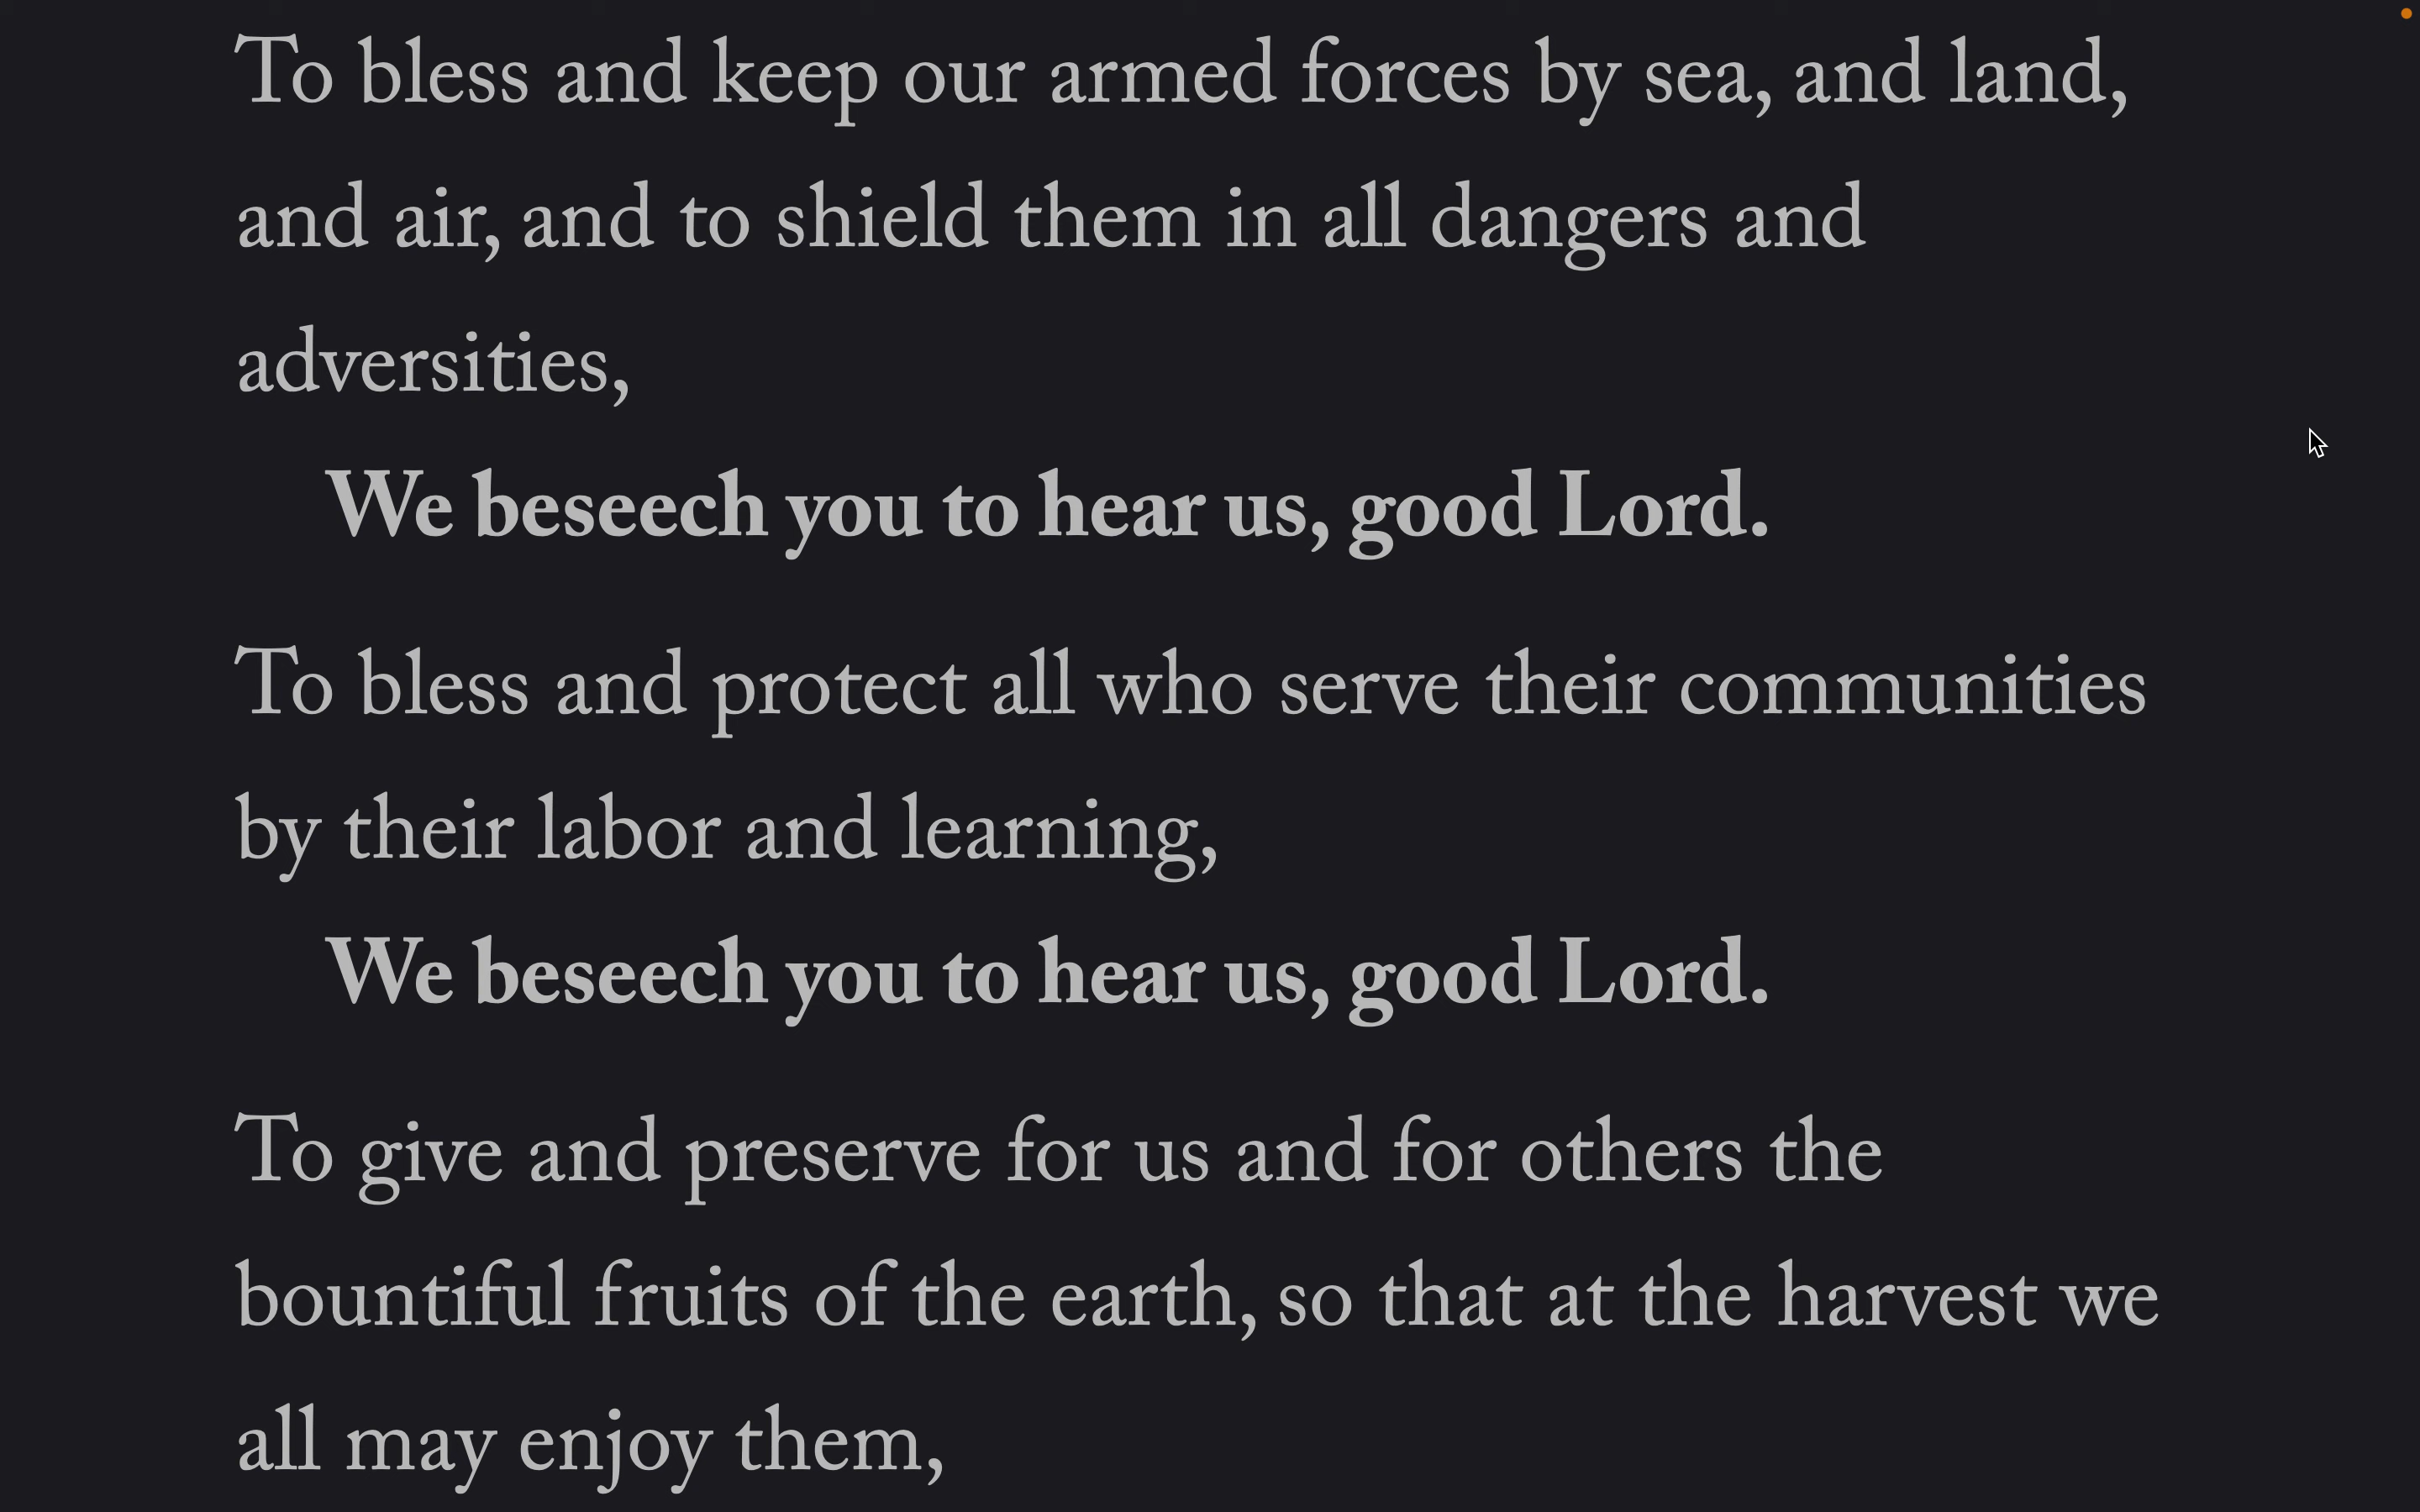 To bless and keep our armed forces by sea, and land,
and air, and to shield them in all dangers and
adversities,
We beseech you to hear us, good Lord.
To bless and protect all who serve their communities
by their labor and learning,
We beseech you to hear us, good Lord.
To give and preserve for us and for others the
bountiful fruits of the earth, so that at the harvest we
all may enjoy them,